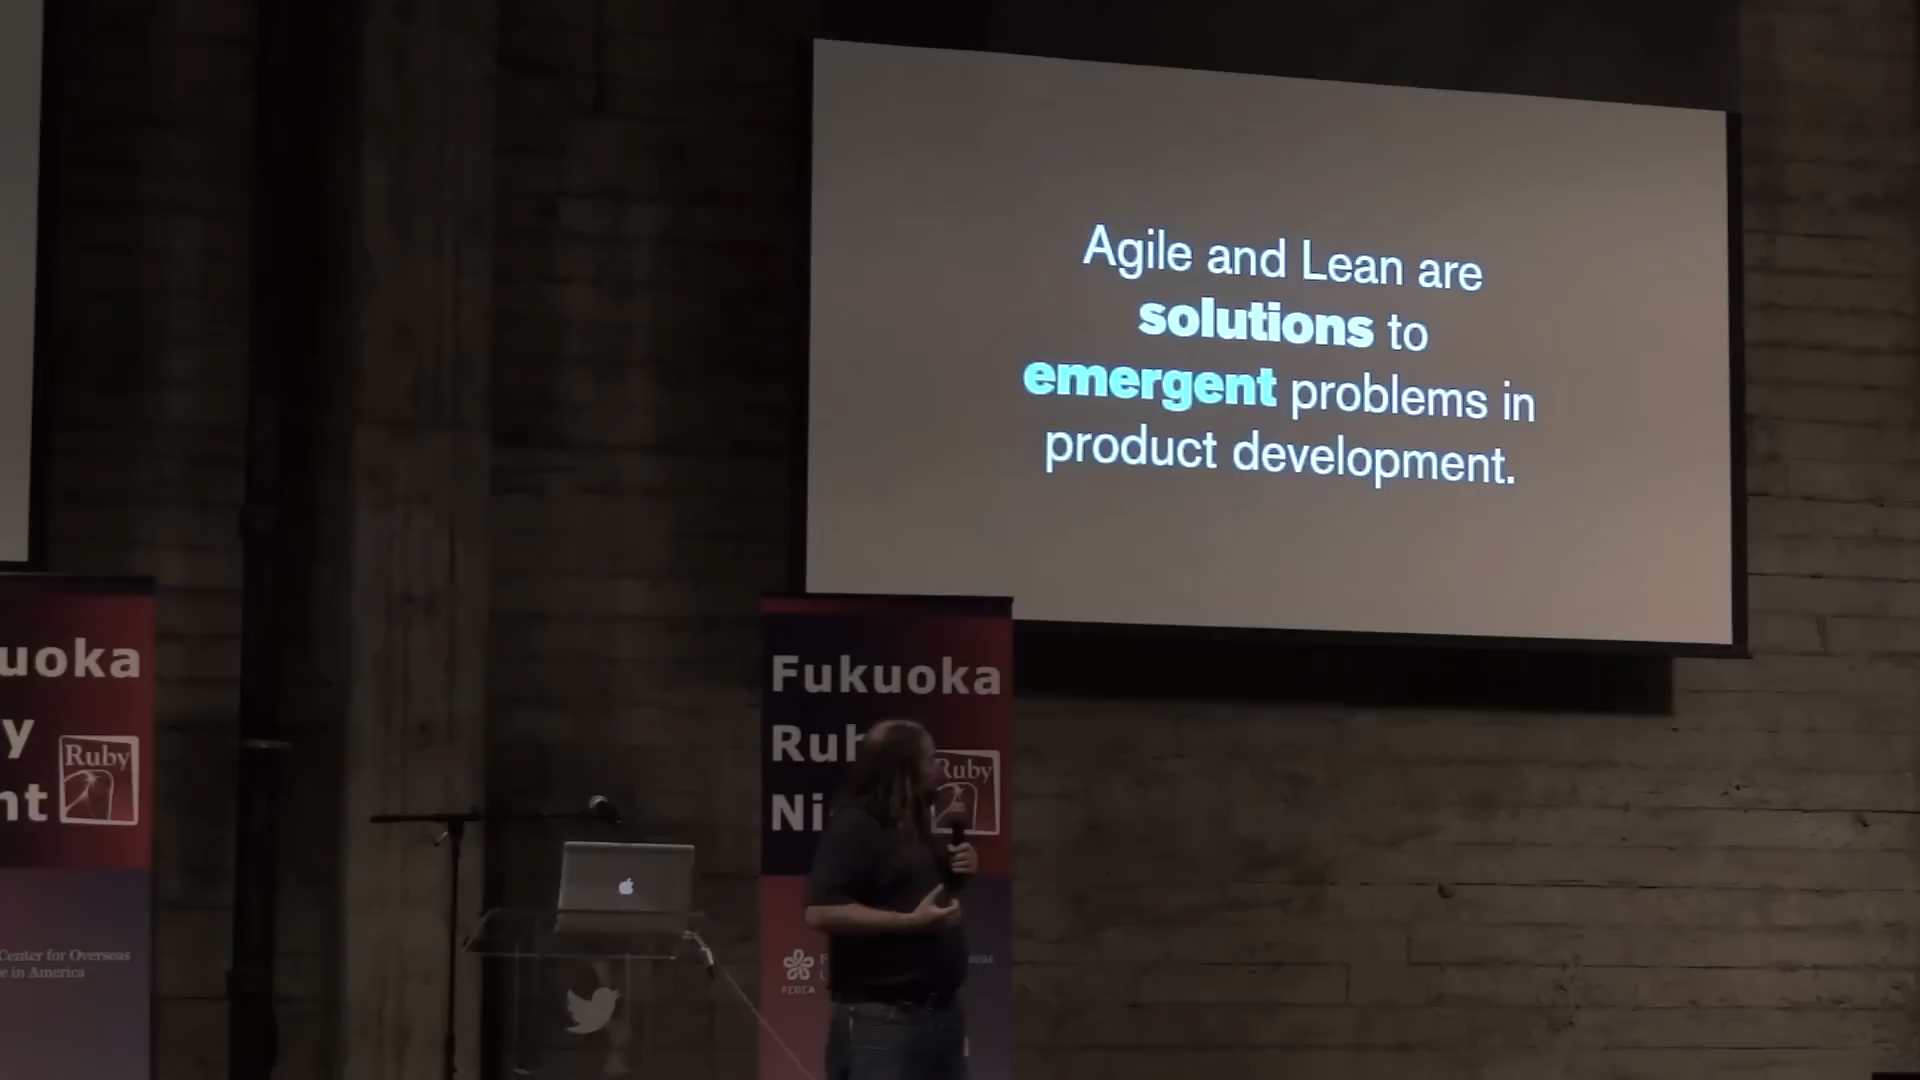 Agile and Lean are
solutions to
emergent problems in
product development.
uoka
y
nt
Ruby
Center for Overseas
e in America
Fukuoka
Rub
Ni
Ruby
FCOCA